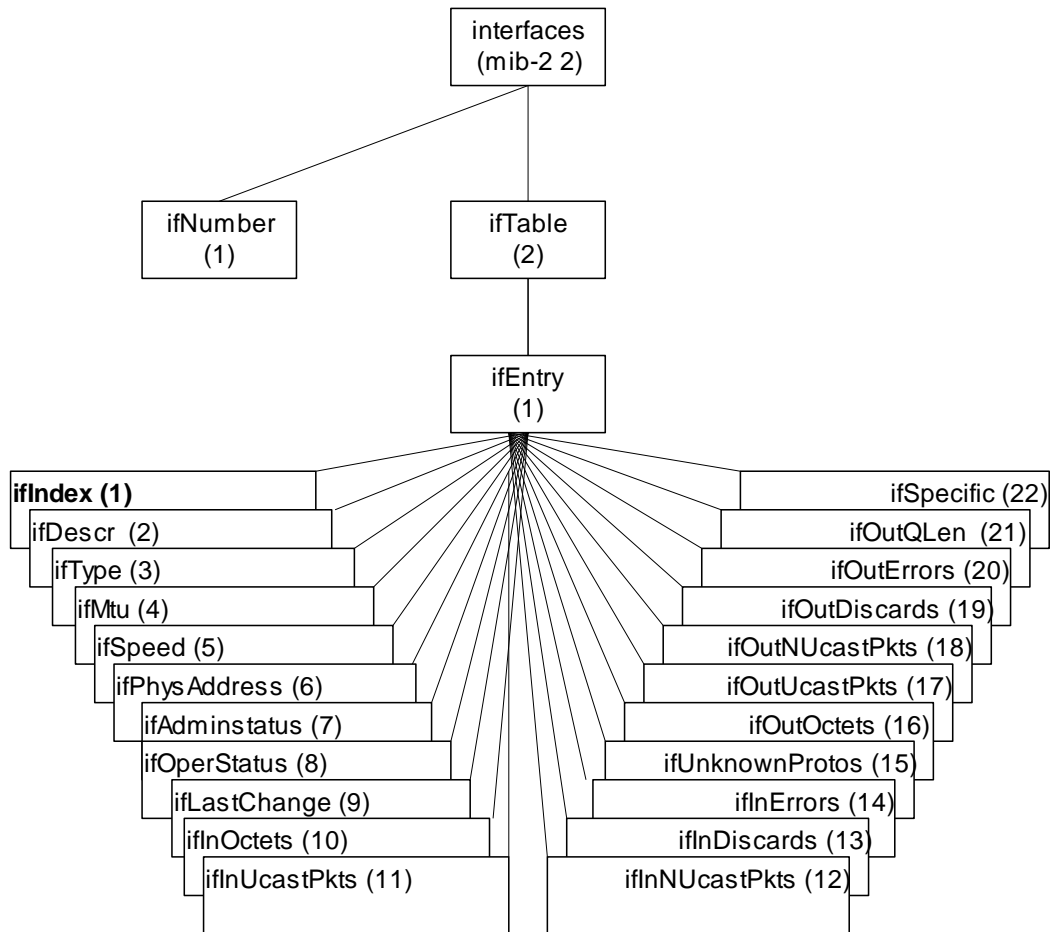 interfaces
(mib-2 2)
ifNumber
(1)
ifTable
(2)
ifEntry
(1)
ifIndex (1)
ifDescr (2)
ifType (3)
ifMtu (4)
ifSpeed (5)
ifPhysAddress (6)
ifAdminstatus (7)
ifOperStatus (8)
ifLastChange (9)
ifInOctets (10)
ifInUcastPkts (11)
ifSpecific (22)
ifOutQLen (21)
ifOutErrors (20)
ifOutDiscards (19)
ifOutNUcastPkts (18)
ifOutUcastPkts (17)
ifOutOctets (16)
ifUnknownProtos (15)
ifInErrors (14)
ifInDiscards (13)
ifInNUcastPkts (12)